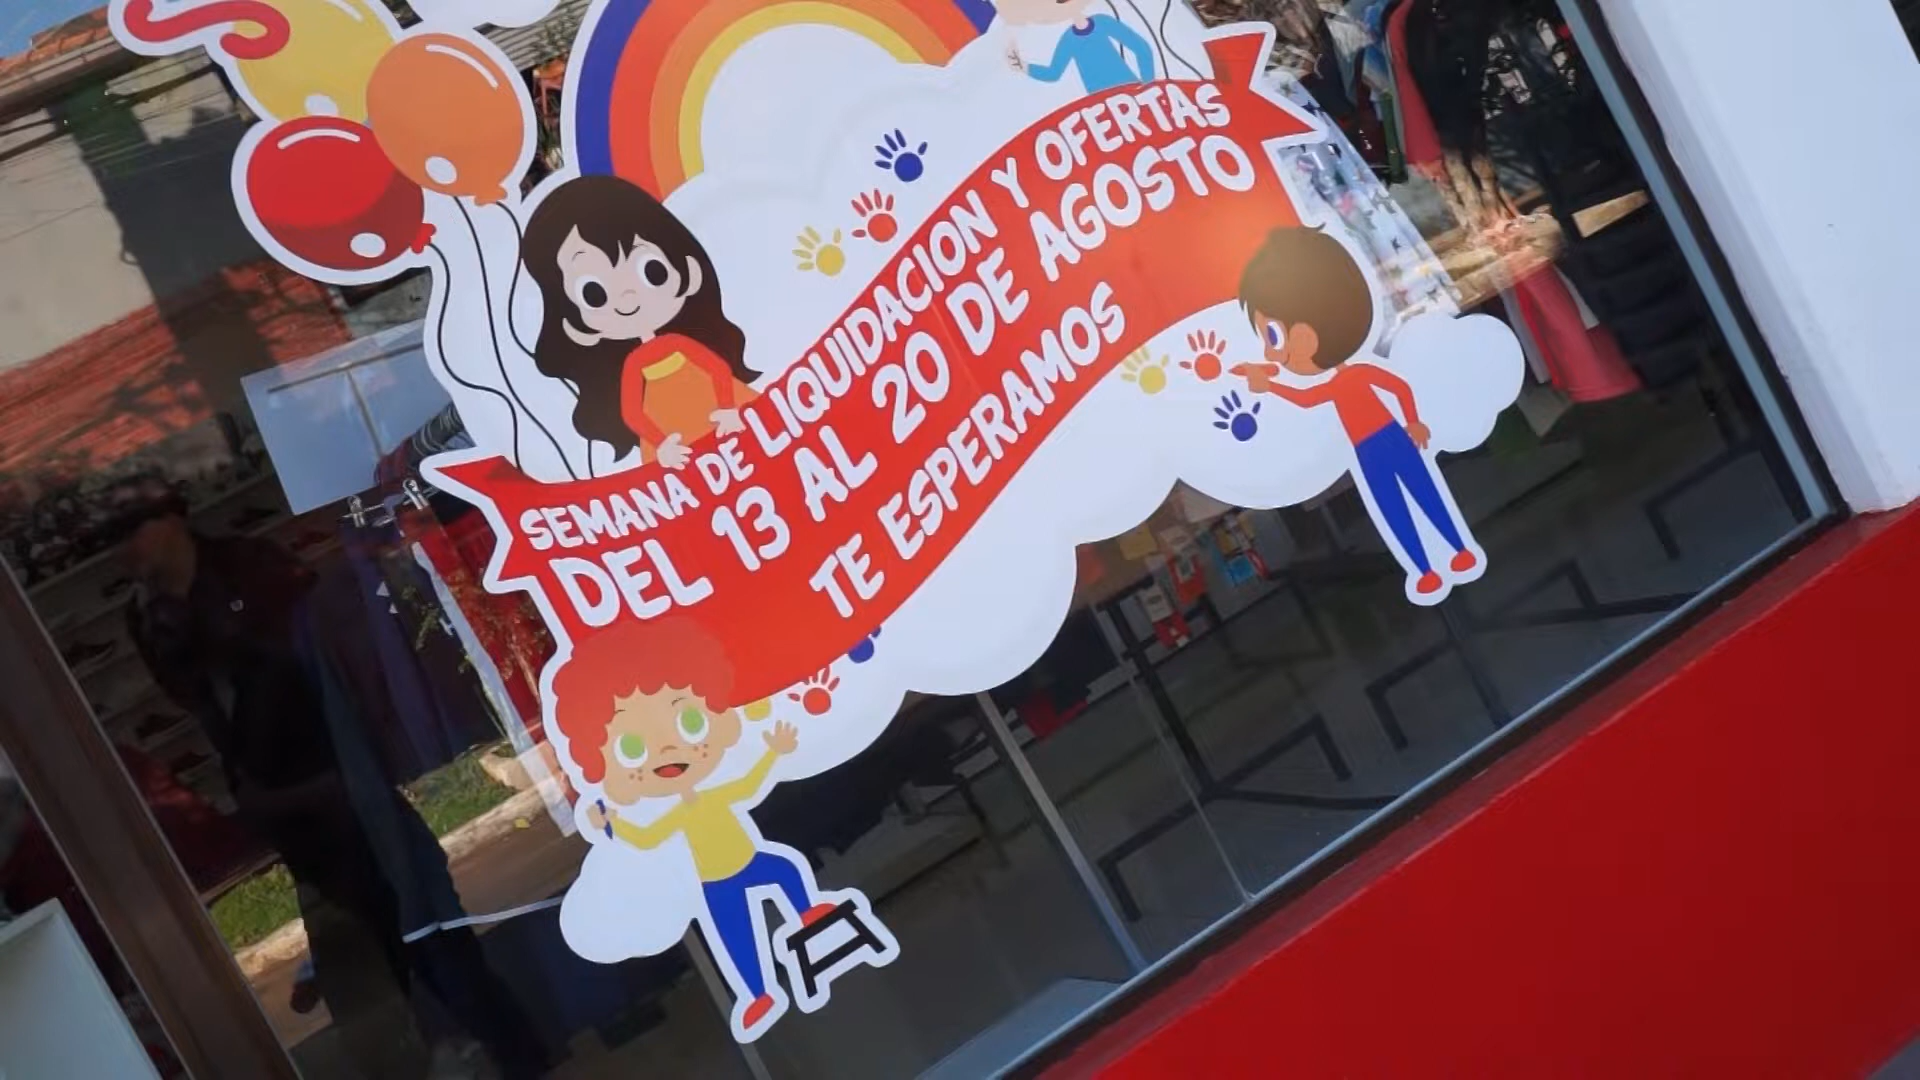 SEMANA DE LIQUIDACION Y OFERTAS
DEL 13 AL 20 DE AGOSTO
TE ESPERAMOS